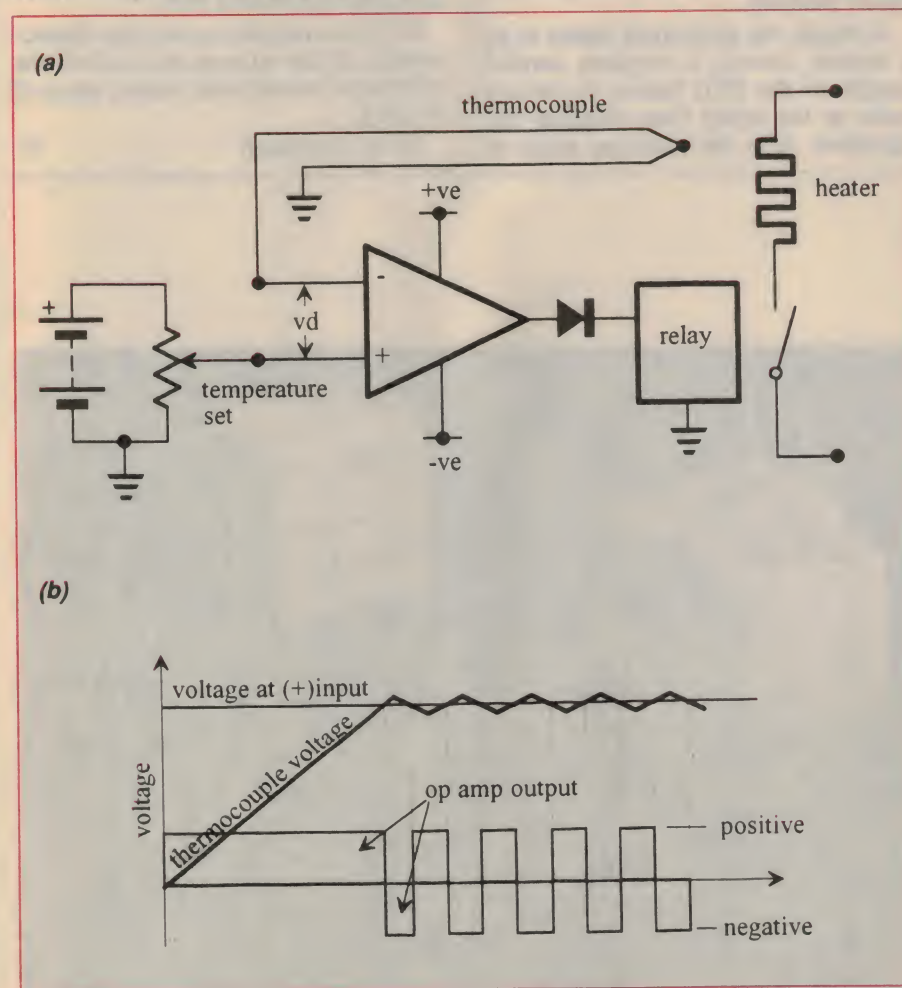 (a)
thermocouple
+ve
heater
+
-
vd
+
relay
temperature
set
-ve
(b)
voltage at (+)input
voltage
thermocouple voltage
op amp output
positive
negative